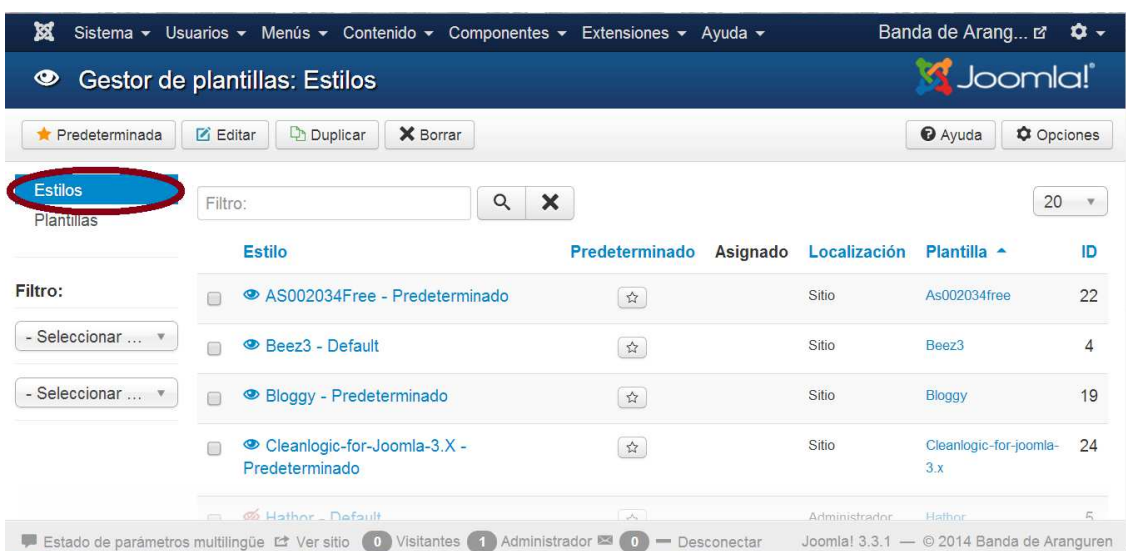 Sistema Usuarios Menús Contenido Componentes Extensiones Ayuda Banda de Arang...
Gestor de plantillas: Estilos Joomla!
Predeterminada Editar Duplicar Borrar Ayuda Opciones
Estilos
Plantillas
Filtro: 20
Estilo Predeterminado Asignado Localización Plantilla ID
Filtro:
- Seleccionar ...
- Seleccionar ...
AS002034Free - Predeterminado Sitio As002034free 22
Beez3 - Default Sitio Beez3 4
Bloggy - Predeterminado Sitio Bloggy 19
Cleanlogic-for-Joomla-3.X - Sitio Cleanlogic-for-joomla- 24
Predeterminado 3.x
Hathor - Default Administrador Hathor 5
Estado de parámetros multilingüe Ver sitio 0 Visitantes 1 Administrador 0 Desconectar Joomla! 3.3.1 — © 2014 Banda de Aranguren